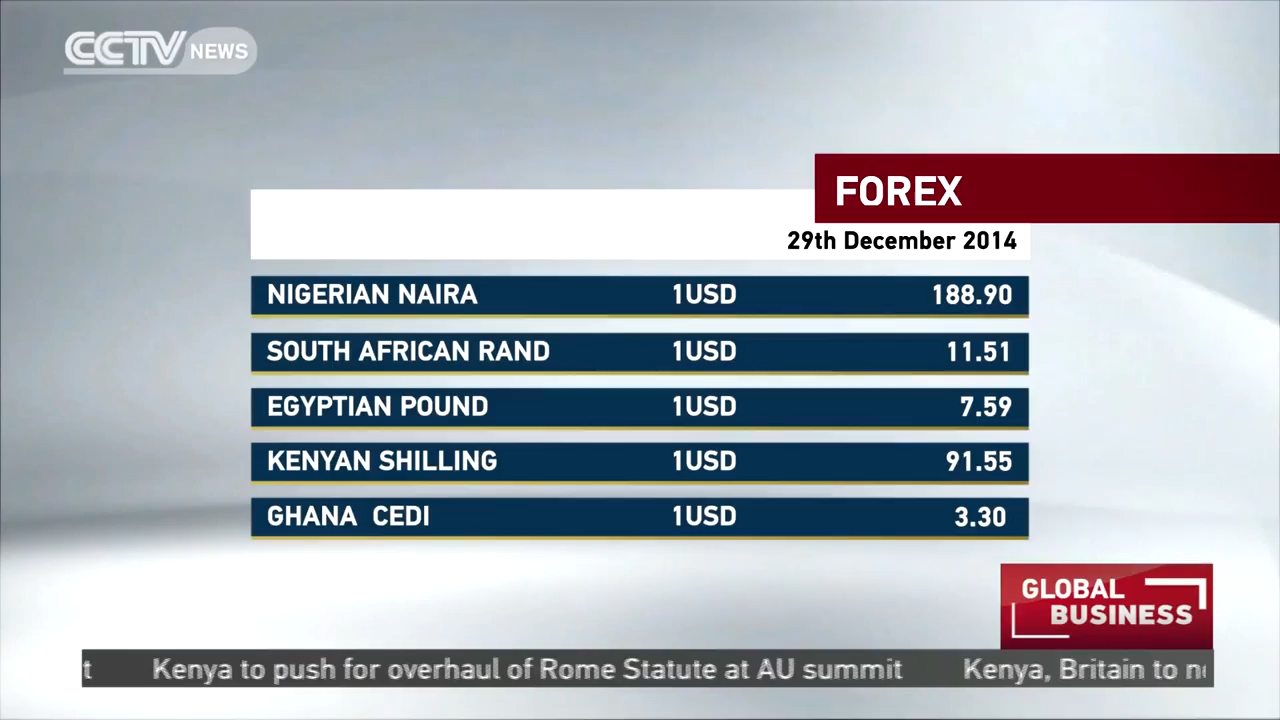 CCTV NEWS
FOREX
29th December 2014
NIGERIAN NAIRA 1USD 188.90
SOUTH AFRICAN RAND 1USD 11.51
EGYPTIAN POUND 1USD 7.59
KENYAN SHILLING 1USD 91.55
GHANA CEDI 1USD 3.30
GLOBAL
BUSINESS
Kenya to push for overhaul of Rome Statute at AU summit Kenya, Britain to